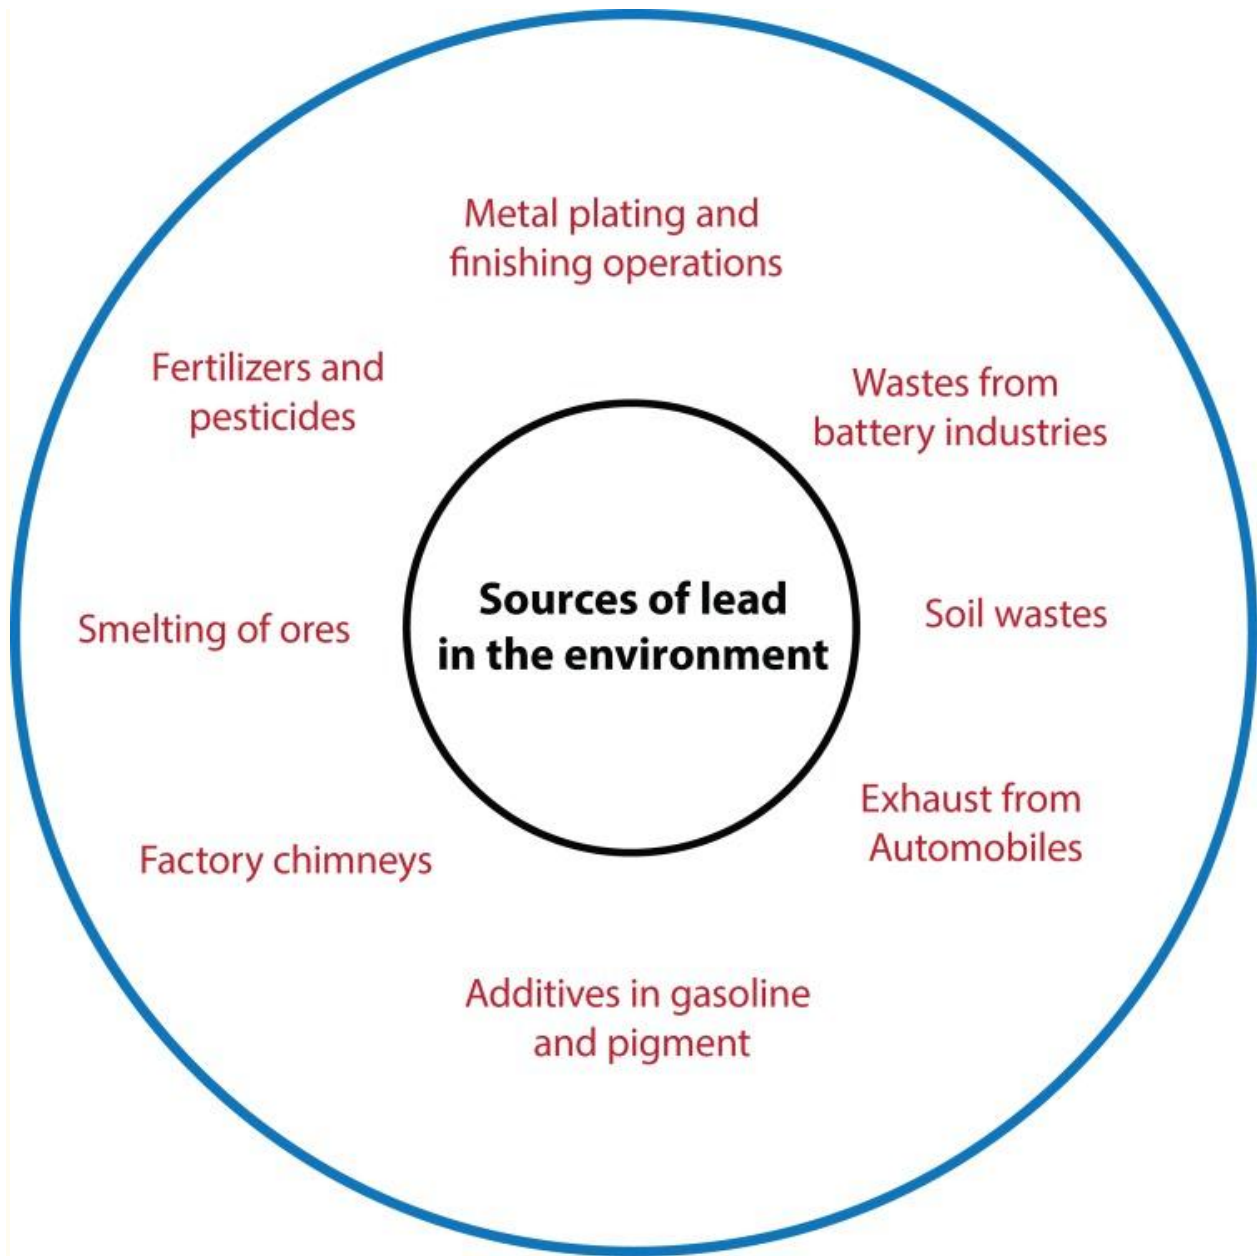 Metal plating and
finishing operations
Fertilizers and
pesticides
Wastes from
battery industries
Sources of lead
in the environment
Smelting of ores
Soil wastes
Exhaust from
Automobiles
Factory chimneys
Additives in gasoline
and pigment